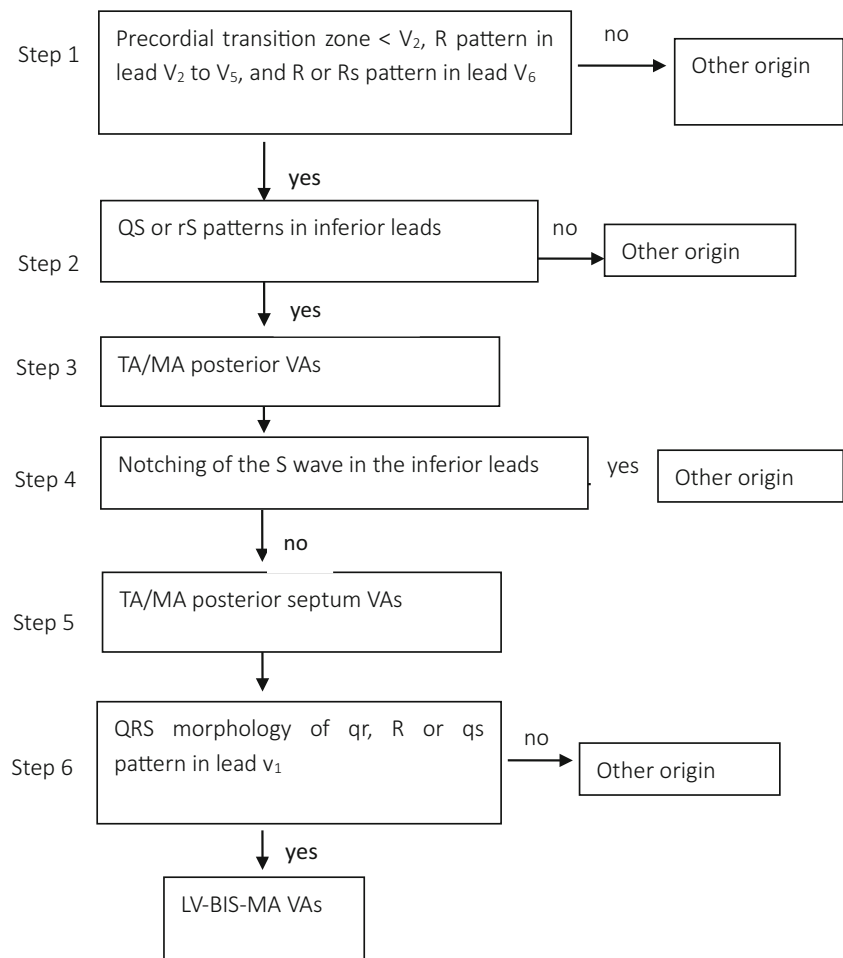 Step 1
Precordial transition zone < V₂, R pattern in
lead V₂ to V₅, and R or Rs pattern in lead V₆
no
Other origin
yes
Step 2
QS or rS patterns in inferior leads
no
Other origin
yes
Step 3
TA/MA posterior VAs
Step 4
Notching of the S wave in the inferior leads
yes
Other origin
no
Step 5
TA/MA posterior septum VAs
Step 6
QRS morphology of qr, R or qs
pattern in lead v₁
no
Other origin
yes
LV-BIS-MA VAs